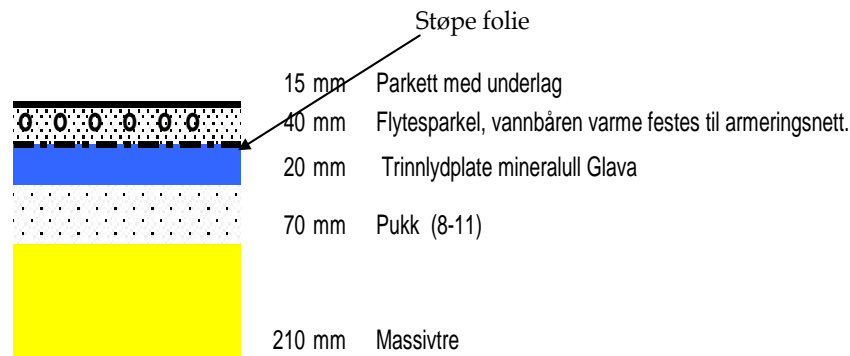 Støpe folie
15 mm Parkett med underlag
40 mm Flytesparkel, vannbåren varme festes til armeringsnett.
20 mm Trinnlydplate mineralull Glava
70 mm Pukk (8-11)
210 mm Massivtre